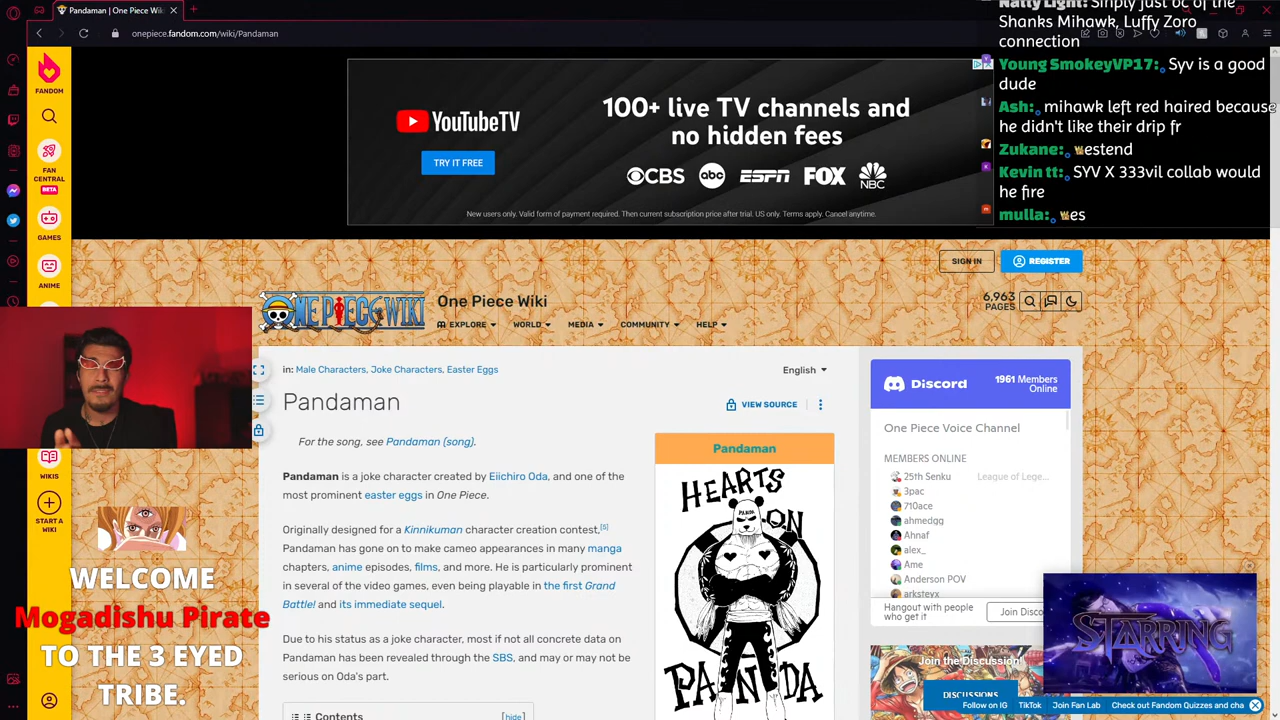 Pandaman | One Piece Wiki
onepiece.fandom.com/wiki/Pandaman
Natty Light: Simply just bc of the
Shanks Mihawk, Luffy Zoro
connection
Young SmokeyVP17: Syv is a good
dude
Ash: mihawk left red haired because
he didn't like their drip fr
Zukane: estend
Kevin tt: SYV X 333vil collab would
he fire
mulla: es
FANDOM
FAN
CENTRAL
BETA
GAMES
ANIME
WIKIS
START A
WIKI
YouTubeTV
TRY IT FREE
100+ live TV channels and
no hidden fees
CBS abc ESPN FOX NBC
New users only. Valid form of payment required. Then current subscription price after trial. US only. Terms apply. Cancel anytime.
SIGN IN
REGISTER
ONE PIECE WIKI
One Piece Wiki
6,963
PAGES
EXPLORE
WORLD
MEDIA
COMMUNITY
HELP
in: Male Characters, Joke Characters, Easter Eggs
English
Pandaman
VIEW SOURCE
For the song, see Pandaman (song).
Pandaman is a joke character created by Eiichiro Oda, and one of the
most prominent easter eggs in One Piece.
Originally designed for a Kinnikuman character creation contest,[5]
Pandaman has gone on to make cameo appearances in many manga
chapters, anime episodes, films, and more. He is particularly prominent
in several of the video games, even being playable in the first Grand
Battle! and its immediate sequel.
Due to his status as a joke character, most if not all concrete data on
Pandaman has been revealed through the SBS, and may or may not be
serious on Oda's part.
Contents [hide]
Pandaman
HEARTS
ON
PANDA
PANDA
Discord
1961 Members
Online
One Piece Voice Channel
MEMBERS ONLINE
25th Senku League of Lege...
3pac
710ace
ahmedgg
Ahnaf
alex_
Ame
Anderson POV
arksteyx
Hangout with people
who get it
Join Disco
Join the Discussion!
DISCUSSIONS
STARRING
Follow on IG
TikTok
Join Fan Lab
Check out Fandom Quizzes and cha
WELCOME
Mogadishu Pirate
TO THE 3 EYED
TRIBE.